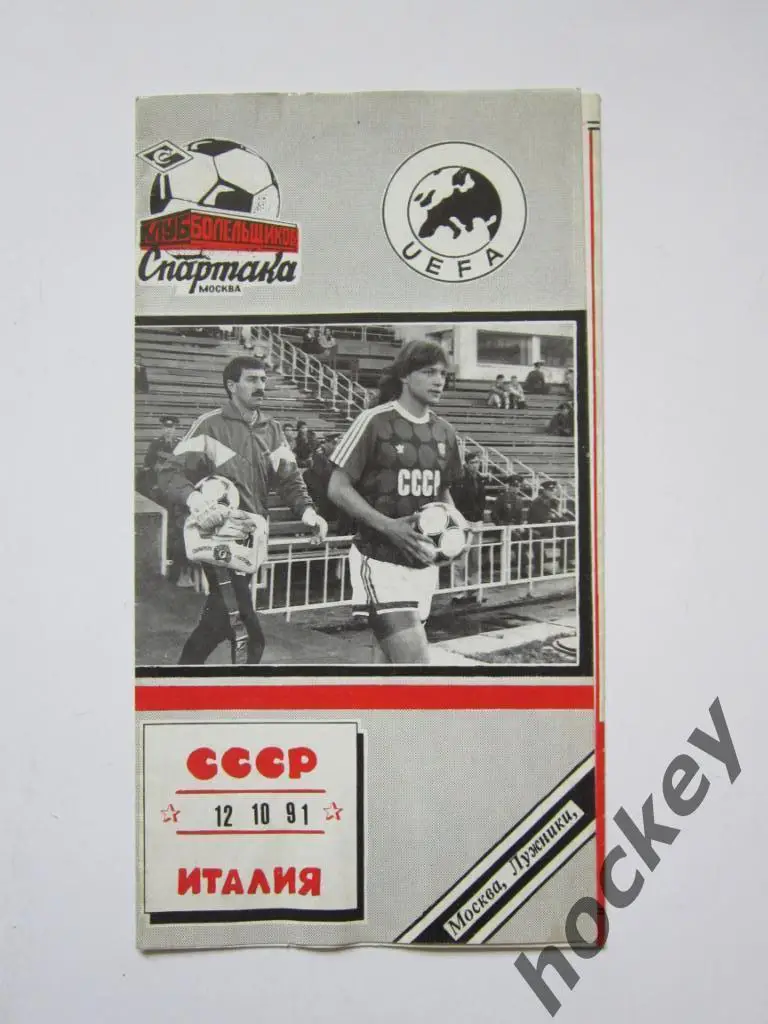 С
КЛУБ БОЛЕЛЬЩИКОВ
Спартака
МОСКВА
UEFA
СССР
СССР
12 10 91
ИТАЛИЯ
Москва, Лужники,
hockey